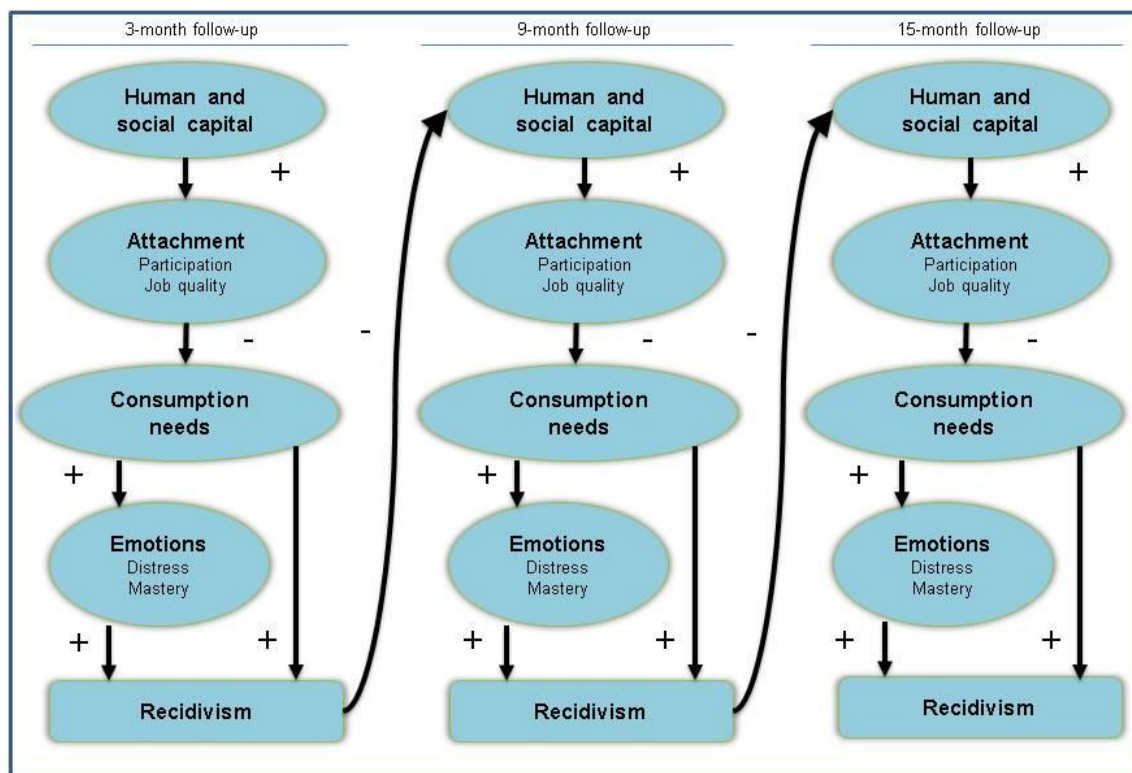 3-month follow-up
Human and
social capital
+
Attachment
Participation
Job quality
-
Consumption
needs
+
Emotions
Distress
Mastery
+
+
Recidivism
-
9-month follow-up
Human and
social capital
+
Attachment
Participation
Job quality
-
Consumption
needs
+
Emotions
Distress
Mastery
+
+
Recidivism
-
15-month follow-up
Human and
social capital
+
Attachment
Participation
Job quality
-
Consumption
needs
+
Emotions
Distress
Mastery
+
+
Recidivism